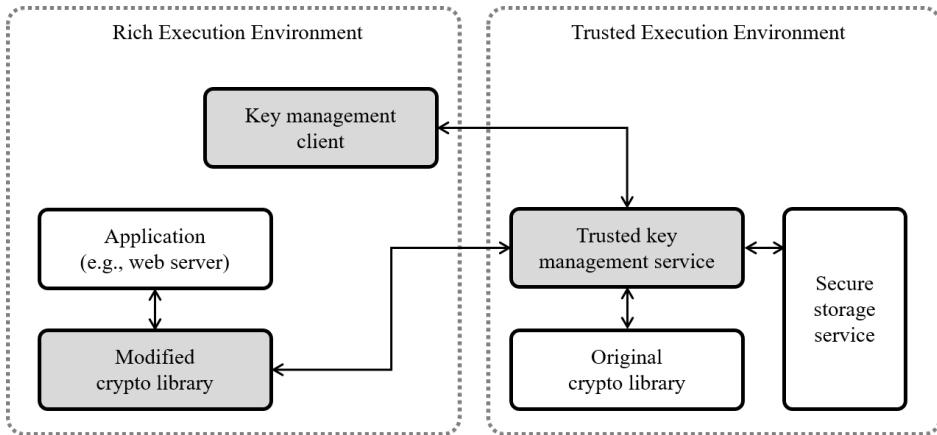 Rich Execution Environment
Trusted Execution Environment
Key management
client
Application
(e.g., web server)
Trusted key
management service
Secure
storage
service
Modified
crypto library
Original
crypto library